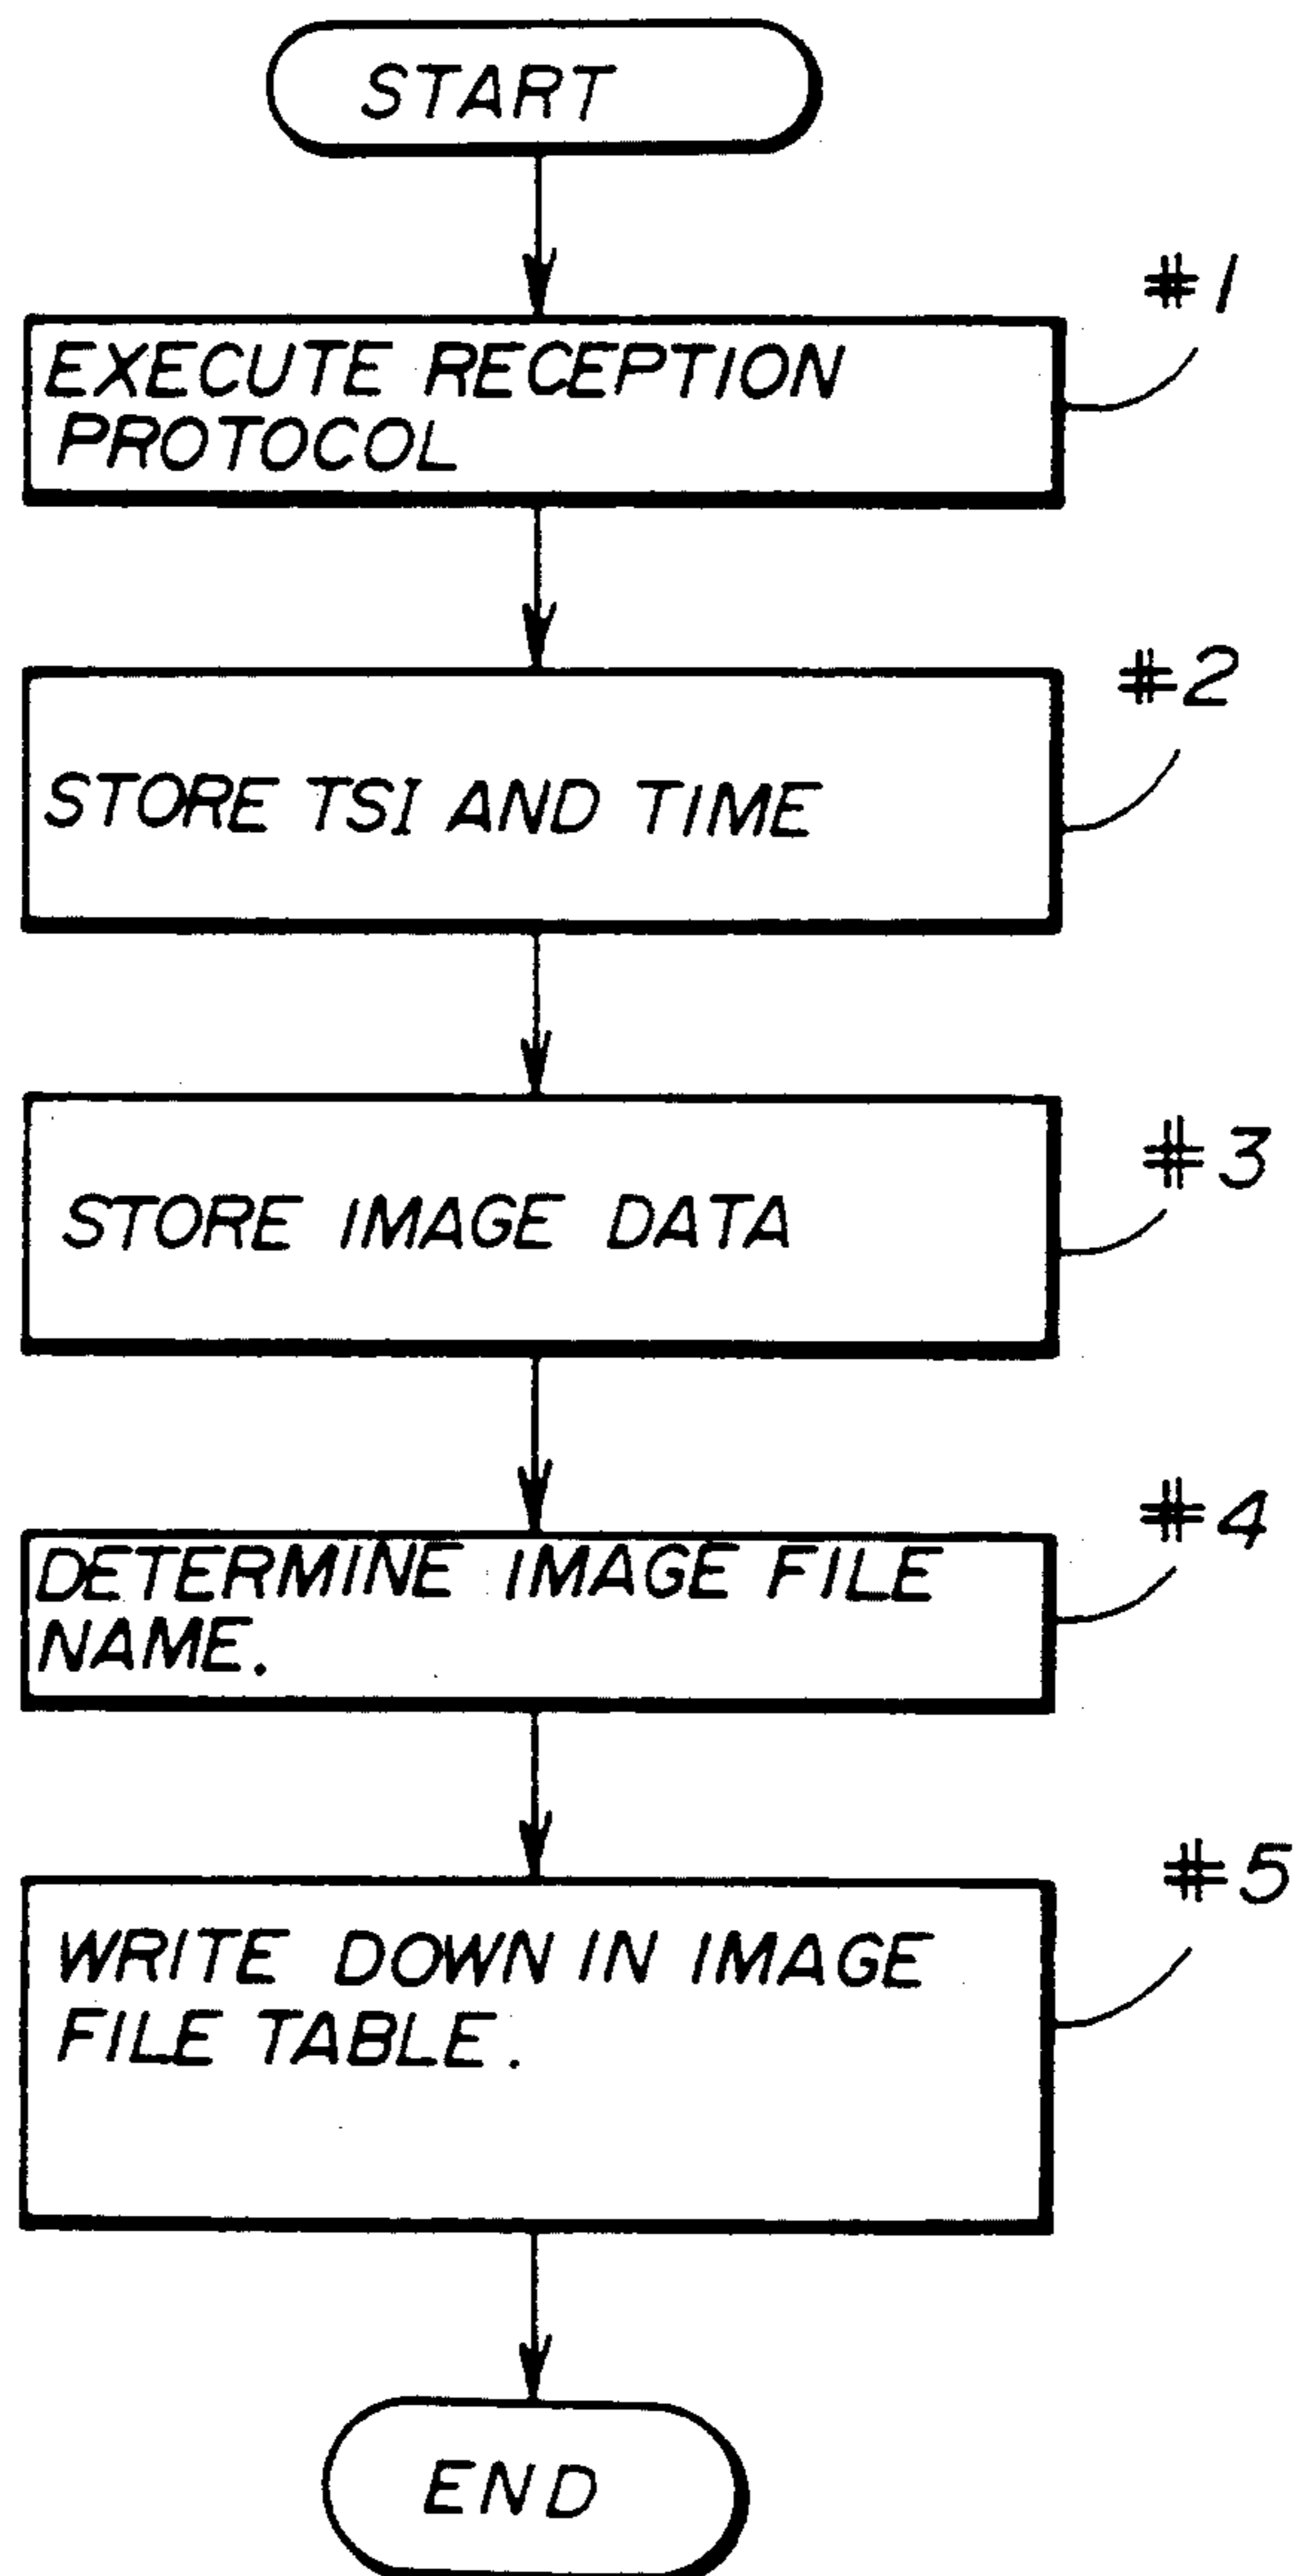 START
#1
EXECUTE RECEPTION
PROTOCOL
#2
STORE TSI AND TIME
#3
STORE IMAGE DATA
#4
DETERMINE IMAGE FILE
NAME.
#5
WRITE DOWN IN IMAGE
FILE TABLE.
END